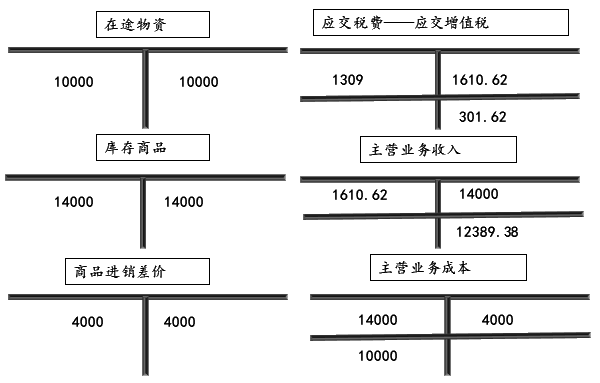 在途物资
10000 10000
库存商品
14000 14000
商品进销差价
4000 4000
应交税费——应交增值税
1309 1610.62
301.62
主营业务收入
1610.62 14000
12389.38
主营业务成本
14000 4000
10000